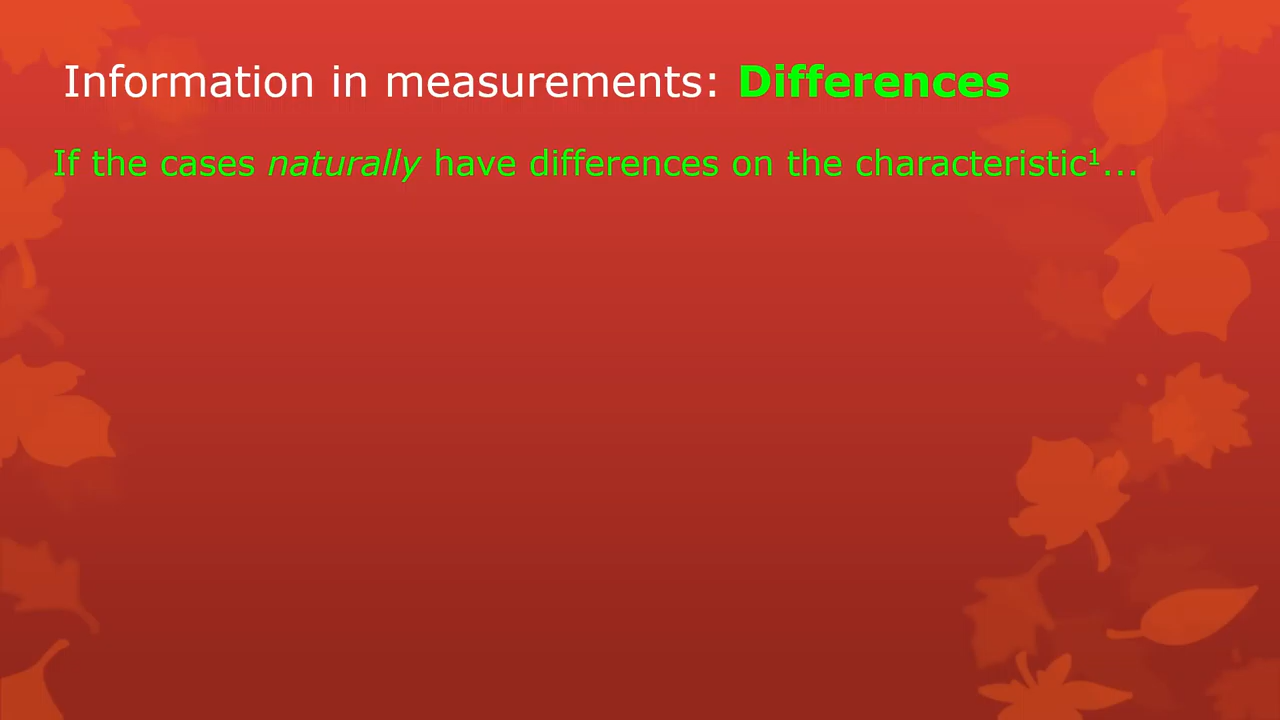 Information in measurements: Differences
If the cases naturally have differences on the characteristic¹...